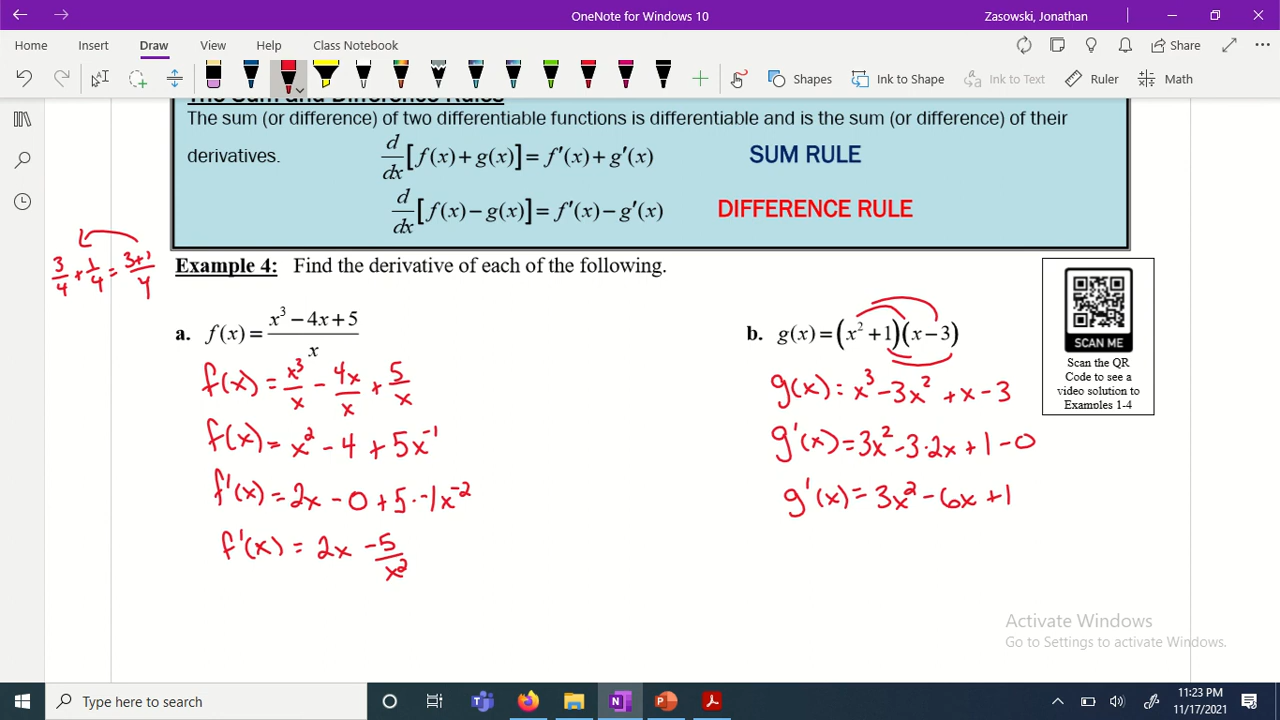 OneNote for Windows 10
Zasowski, Jonathan
Home Insert Draw View Help Class Notebook
Share
Shapes Ink to Shape Ink to Text Ruler Math
The Sum and Difference Rules
The sum (or difference) of two differentiable functions is differentiable and is the sum (or difference) of their
derivatives. d/dx [f(x)+g(x)] = f′(x)+g′(x) SUM RULE
d/dx [f(x)−g(x)] = f′(x)−g′(x) DIFFERENCE RULE
3/4 + 1/4 = (3+1)/4
Example 4: Find the derivative of each of the following.
a. f(x) = (x³ − 4x + 5)/x
f(x) = x³/x − 4x/x + 5/x
f(x) = x² − 4 + 5x⁻¹
f'(x) = 2x − 0 + 5·−1x⁻²
f'(x) = 2x − 5/x²
b. g(x) = (x² + 1)(x − 3)
g(x) = x³ − 3x² + x − 3
g'(x) = 3x² − 3·2x + 1 − 0
g'(x) = 3x² − 6x + 1
SCAN ME
Scan the QR
Code to see a
video solution to
Examples 1-4
Activate Windows
Go to Settings to activate Windows.
Type here to search
11:23 PM
11/17/2021